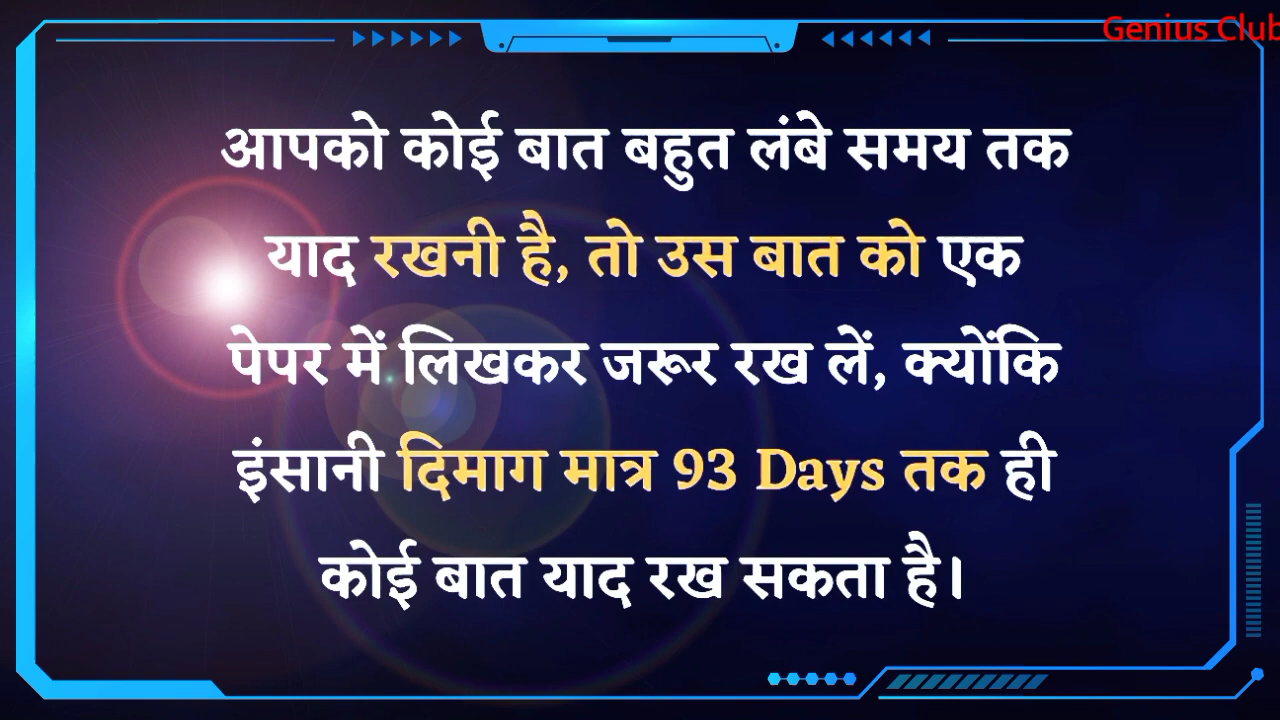 Genius Club
आपको कोई बात बहुत लंबे समय तक
याद रखनी है, तो उस बात को एक
पेपर में लिखकर जरूर रख लें, क्योंकि
इंसानी दिमाग मात्र 93 Days तक ही
कोई बात याद रख सकता है।